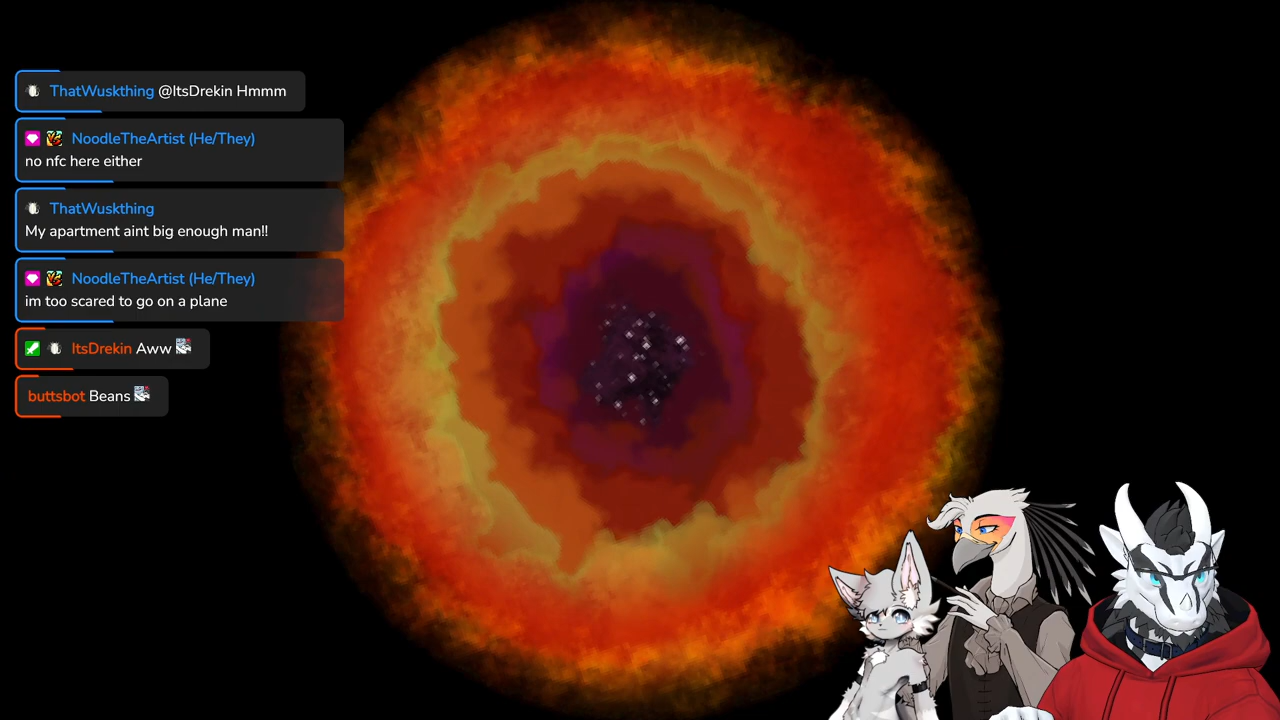 ThatWuskthing @ItsDrekin Hmmm
NoodleTheArtist (He/They)
no nfc here either
ThatWuskthing
My apartment aint big enough man!!
NoodleTheArtist (He/They)
im too scared to go on a plane
ItsDrekin Aww
buttsbot Beans